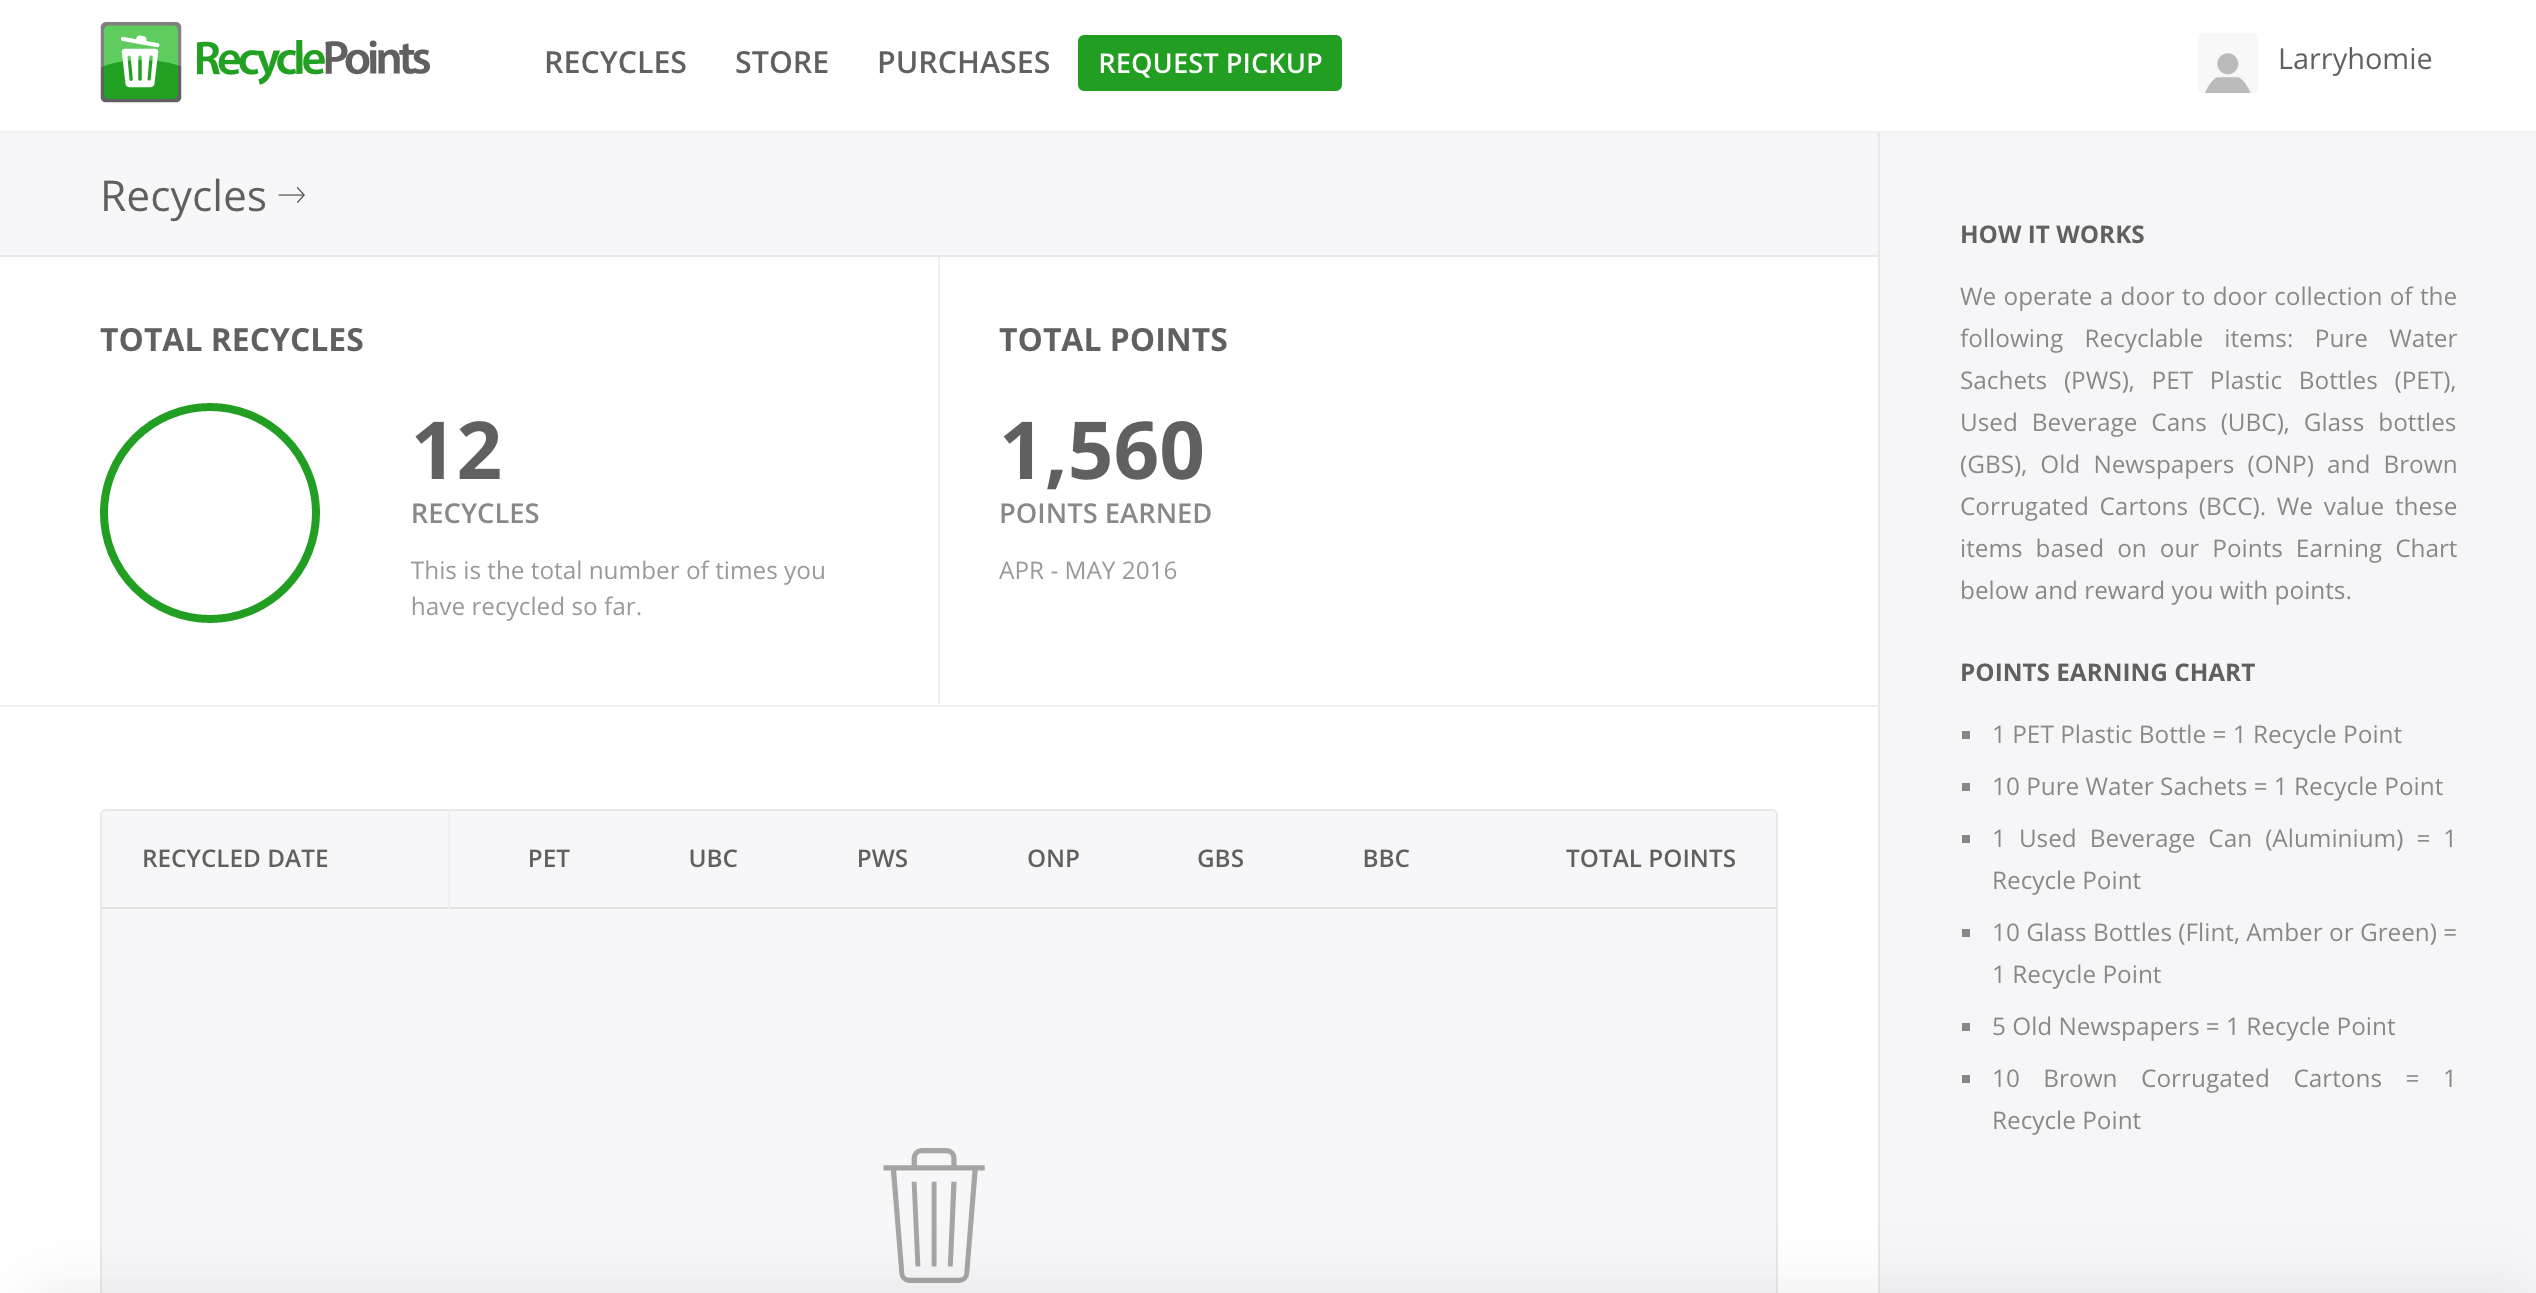 RecyclePoints
RECYCLES
STORE
PURCHASES
REQUEST PICKUP
Larryhomie
Recycles →
TOTAL RECYCLES
12
RECYCLES
This is the total number of times you
have recycled so far.
TOTAL POINTS
1,560
POINTS EARNED
APR - MAY 2016
RECYCLED DATE PET UBC PWS ONP GBS BBC TOTAL POINTS
HOW IT WORKS
We operate a door to door collection of the
following Recyclable items: Pure Water
Sachets (PWS), PET Plastic Bottles (PET),
Used Beverage Cans (UBC), Glass bottles
(GBS), Old Newspapers (ONP) and Brown
Corrugated Cartons (BCC). We value these
items based on our Points Earning Chart
below and reward you with points.
POINTS EARNING CHART
▪ 1 PET Plastic Bottle = 1 Recycle Point
▪ 10 Pure Water Sachets = 1 Recycle Point
▪ 1 Used Beverage Can (Aluminium) = 1
Recycle Point
▪ 10 Glass Bottles (Flint, Amber or Green) =
1 Recycle Point
▪ 5 Old Newspapers = 1 Recycle Point
▪ 10 Brown Corrugated Cartons = 1
Recycle Point